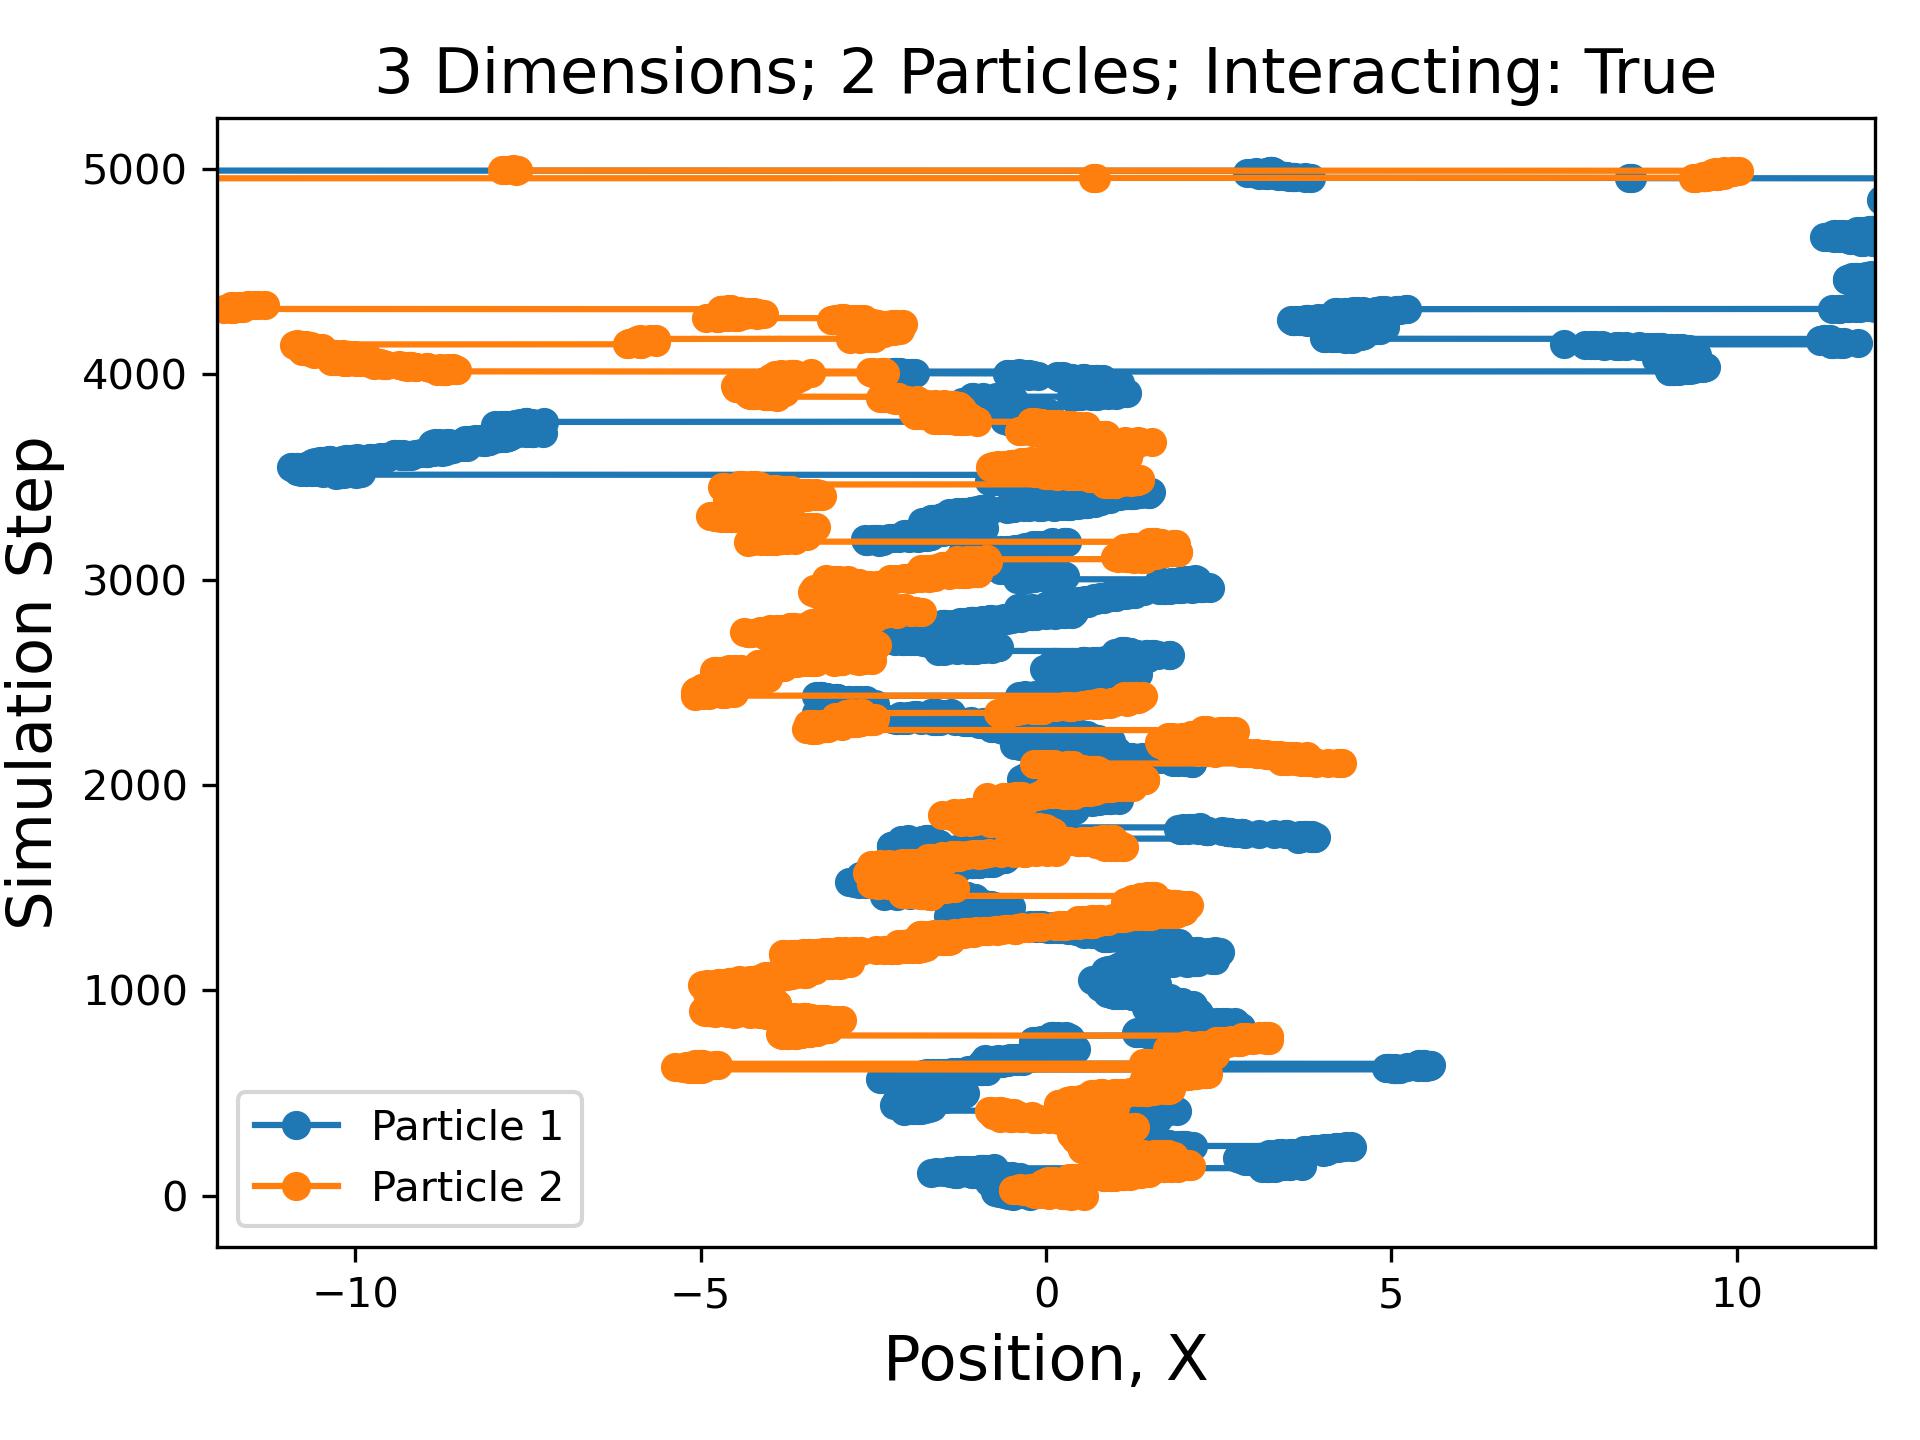 3 Dimensions; 2 Particles; Interacting: True
Simulation Step
5000
4000
3000
2000
1000
0
Particle 1
Particle 2
−10
−5
0
5
10
Position, X